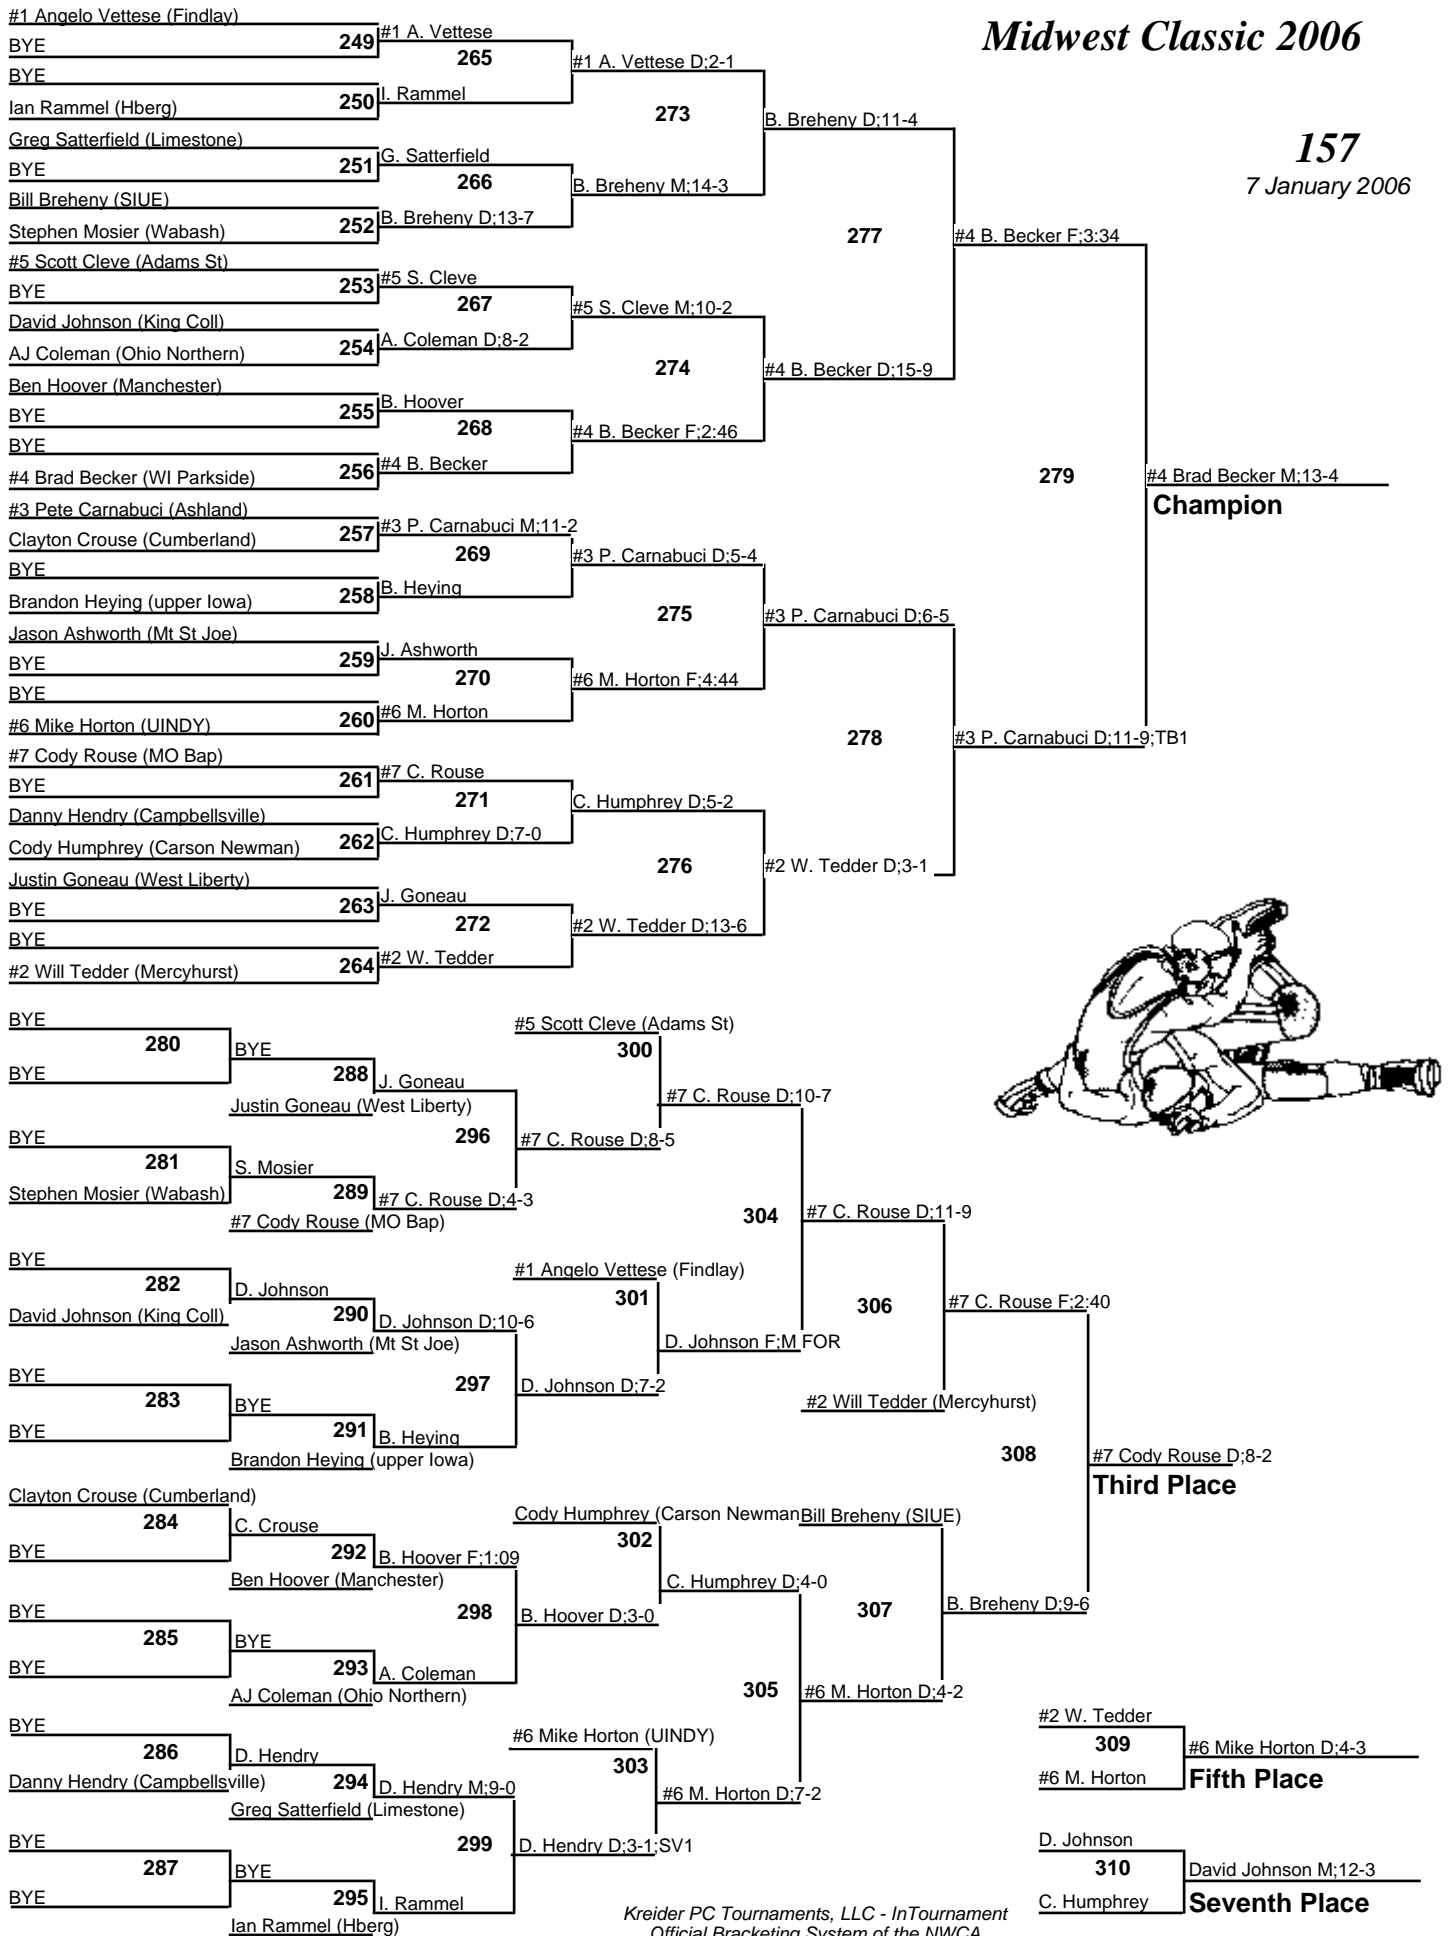 Midwest Classic 2006
157
7 January 2006
#1 Angelo Vettese (Findlay)
BYE
249
#1 A. Vettese
265
BYE
Ian Rammel (Hberg)
250
I. Rammel
#1 A. Vettese D;2-1
273
Greg Satterfield (Limestone)
BYE
251
G. Satterfield
266
Bill Breheny (SIUE)
Stephen Mosier (Wabash)
252
B. Breheny D;13-7
B. Breheny M;14-3
B. Breheny D;11-4
277
#5 Scott Cleve (Adams St)
BYE
253
#5 S. Cleve
267
David Johnson (King Coll)
AJ Coleman (Ohio Northern)
254
A. Coleman D;8-2
#5 S. Cleve M;10-2
274
Ben Hoover (Manchester)
BYE
255
B. Hoover
268
BYE
#4 Brad Becker (WI Parkside)
256
#4 B. Becker
#4 B. Becker F;2:46
#4 B. Becker D;15-9
#4 B. Becker F;3:34
279
#4 Brad Becker M;13-4
Champion
#3 Pete Carnabuci (Ashland)
Clayton Crouse (Cumberland)
257
#3 P. Carnabuci M;11-2
269
BYE
Brandon Heying (upper Iowa)
258
B. Heying
#3 P. Carnabuci D;5-4
275
Jason Ashworth (Mt St Joe)
BYE
259
J. Ashworth
270
BYE
#6 Mike Horton (UINDY)
260
#6 M. Horton
#6 M. Horton F;4:44
#3 P. Carnabuci D;6-5
278
#3 P. Carnabuci D;11-9;TB1
#7 Cody Rouse (MO Bap)
BYE
261
#7 C. Rouse
271
Danny Hendry (Campbellsville)
Cody Humphrey (Carson Newman)
262
C. Humphrey D;7-0
C. Humphrey D;5-2
276
Justin Goneau (West Liberty)
BYE
263
J. Goneau
272
BYE
#2 Will Tedder (Mercyhurst)
264
#2 W. Tedder
#2 W. Tedder D;13-6
#2 W. Tedder D;3-1
BYE
280
BYE
BYE
288
Justin Goneau (West Liberty)
J. Goneau
296
BYE
281
Stephen Mosier (Wabash)
S. Mosier
289
#7 Cody Rouse (MO Bap)
#7 C. Rouse D;4-3
#5 Scott Cleve (Adams St)
300
#7 C. Rouse D;8-5
#7 C. Rouse D;10-7
304
BYE
282
David Johnson (King Coll)
D. Johnson
290
Jason Ashworth (Mt St Joe)
D. Johnson D;10-6
297
BYE
283
BYE
BYE
291
Brandon Heying (upper Iowa)
B. Heying
#1 Angelo Vettese (Findlay)
301
D. Johnson D;7-2
D. Johnson F;M FOR
#7 C. Rouse D;11-9
306
#2 Will Tedder (Mercyhurst)
#7 C. Rouse F;2:40
308
#7 Cody Rouse D;8-2
Third Place
Clayton Crouse (Cumberland)
284
BYE
C. Crouse
292
Ben Hoover (Manchester)
B. Hoover F;1:09
298
BYE
285
BYE
BYE
293
AJ Coleman (Ohio Northern)
A. Coleman
Cody Humphrey (Carson Newman
302
B. Hoover D;3-0
C. Humphrey D;4-0
305
Bill Breheny (SIUE)
307
B. Breheny D;9-6
#6 M. Horton D;4-2
BYE
286
Danny Hendry (Campbellsville)
D. Hendry
294
Greg Satterfield (Limestone)
D. Hendry M;9-0
299
BYE
287
BYE
BYE
295
Ian Rammel (Hberg)
I. Rammel
#6 Mike Horton (UINDY)
303
D. Hendry D;3-1;SV1
#6 M. Horton D;7-2
#2 W. Tedder
309
#6 M. Horton
#6 Mike Horton D;4-3
Fifth Place
D. Johnson
310
C. Humphrey
David Johnson M;12-3
Seventh Place
Kreider PC Tournaments, LLC - InTournament
Official Bracketing System of the NWCA